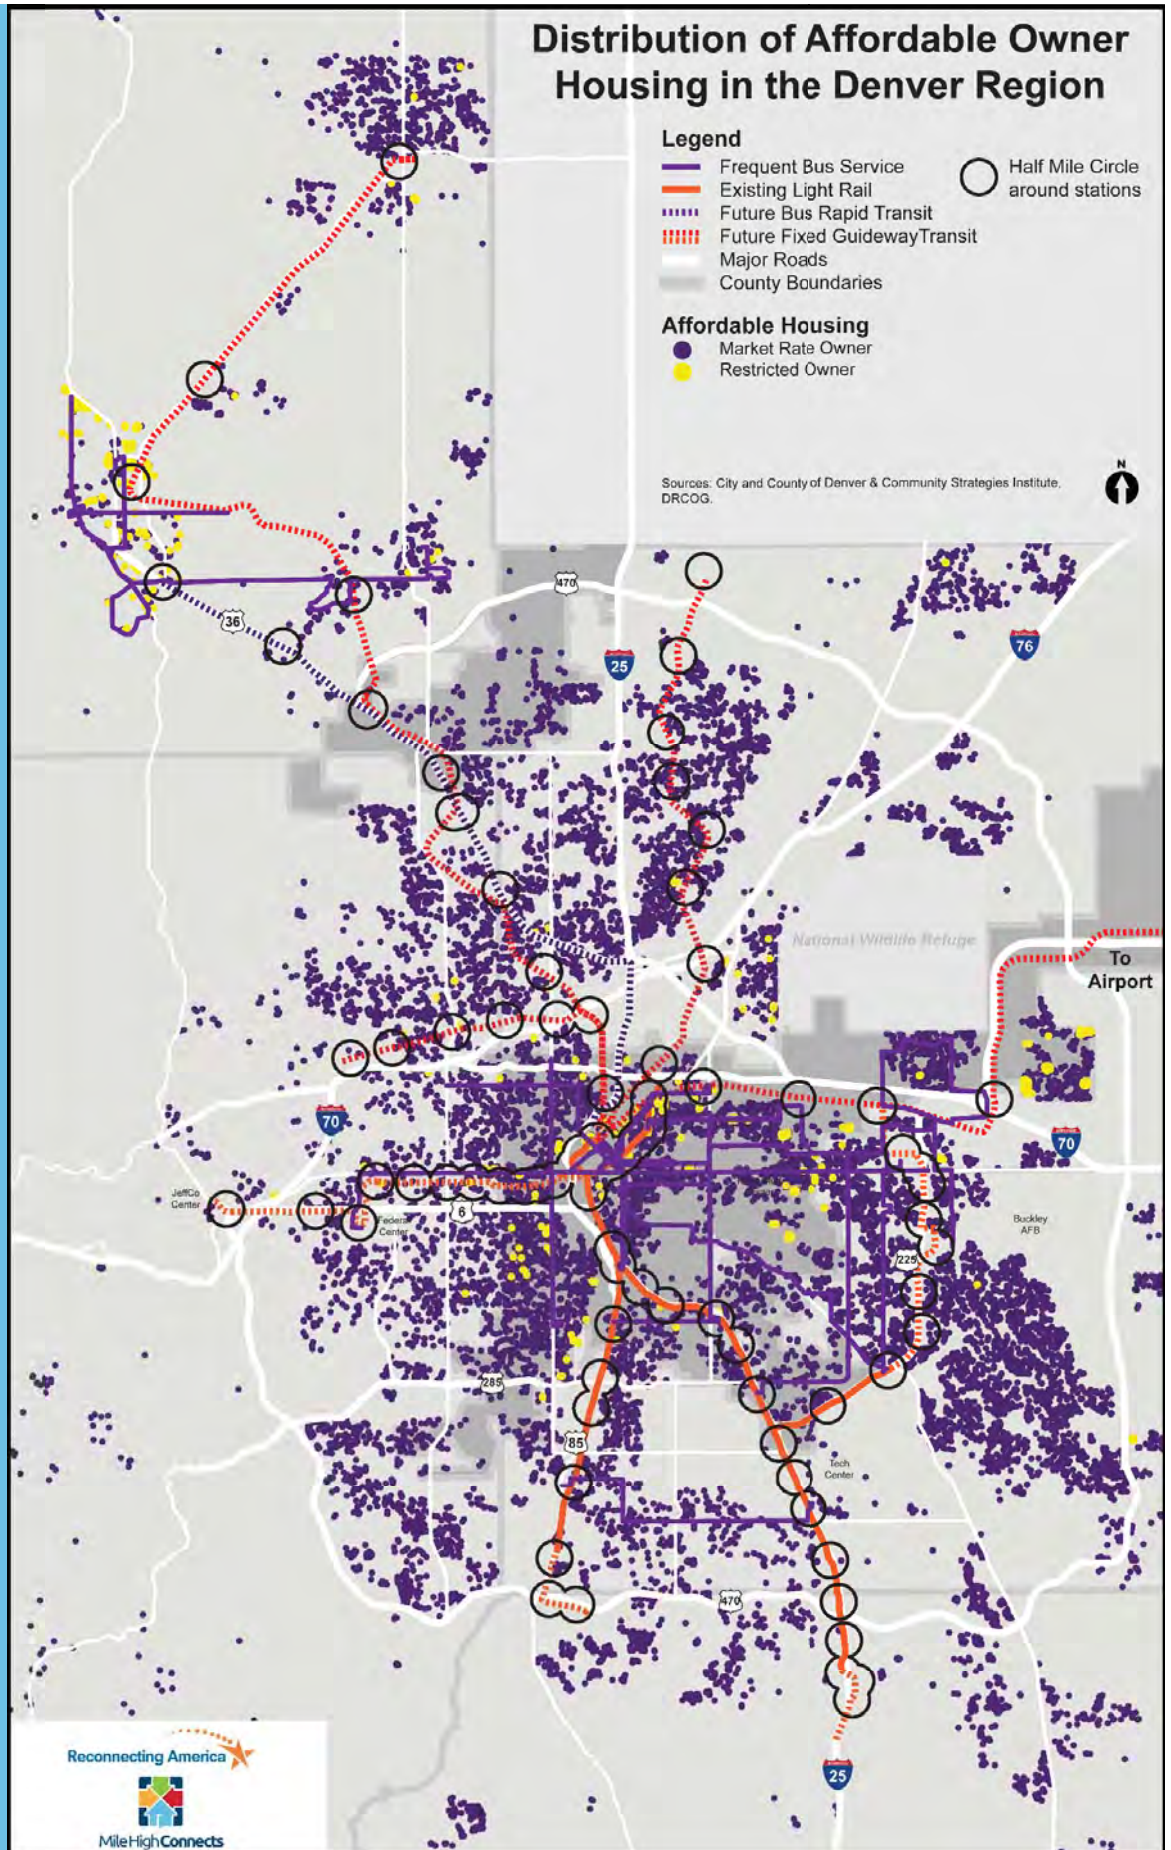 Distribution of Affordable Owner
Housing in the Denver Region
Legend
Frequent Bus Service
Existing Light Rail
Future Bus Rapid Transit
Future Fixed GuidewayTransit
Major Roads
County Boundaries
Half Mile Circle
around stations
Affordable Housing
Market Rate Owner
Restricted Owner
Sources: City and County of Denver & Community Strategies Institute,
DRCOG.
N
470
36
25
76
National Wildlife Refuge
To
Airport
70
70
JeffCo
Center
6
Federal
Center
Buckley
AFB
225
285
85
Tech
Center
470
25
Reconnecting America
MileHighConnects